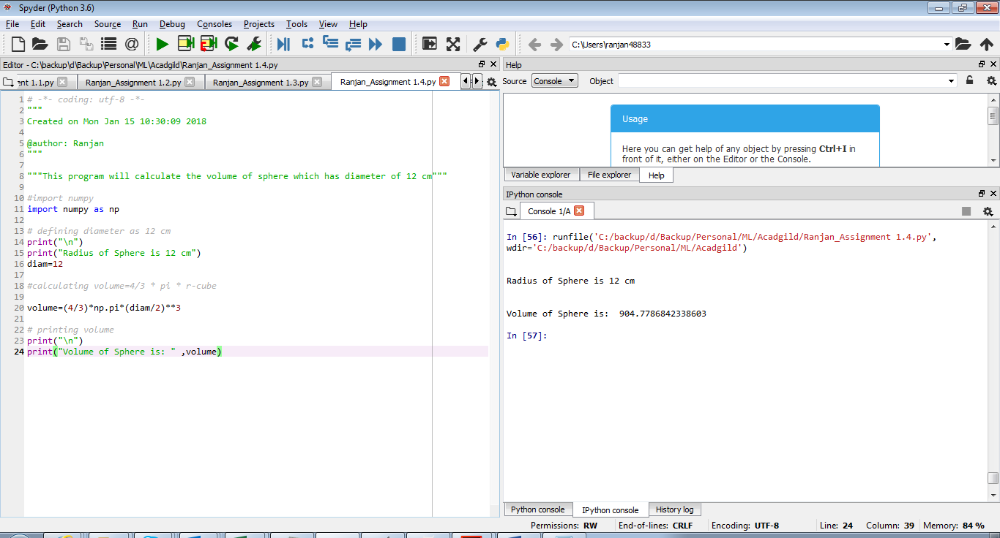 Spyder (Python 3.6)
File Edit Search Source Run Debug Consoles Projects Tools View Help
C:\Users\ranjan48833
Editor - C:\backup\d\Backup\Personal\ML\Acadgild\Ranjan_Assignment 1.4.py
ent 1.1.py Ranjan_Assignment 1.2.py Ranjan_Assignment 1.3.py Ranjan_Assignment 1.4.py
1 # -*- coding: utf-8 -*-
2 """
3 Created on Mon Jan 15 10:30:09 2018
4
5 @author: Ranjan
6 """
7
8 """This program will calculate the volume of sphere which has diameter of 12 cm"""
9
10 #import numpy
11 import numpy as np
12
13 # defining diameter as 12 cm
14 print("\n")
15 print("Radius of Sphere is 12 cm")
16 diam=12
17
18 #calculating volume=4/3 * pi * r-cube
19
20 volume=(4/3)*np.pi*(diam/2)**3
21
22 # printing volume
23 print("\n")
24 print("Volume of Sphere is: " ,volume)
Help
Source Console Object
Usage
Here you can get help of any object by pressing Ctrl+I in
front of it, either on the Editor or the Console.
Variable explorer File explorer Help
IPython console
Console 1/A
In [56]: runfile('C:/backup/d/Backup/Personal/ML/Acadgild/Ranjan_Assignment 1.4.py',
wdir='C:/backup/d/Backup/Personal/ML/Acadgild')
Radius of Sphere is 12 cm
Volume of Sphere is:  904.7786842338603
In [57]:
Python console IPython console History log
Permissions: RW End-of-lines: CRLF Encoding: UTF-8 Line: 24 Column: 39 Memory: 84 %